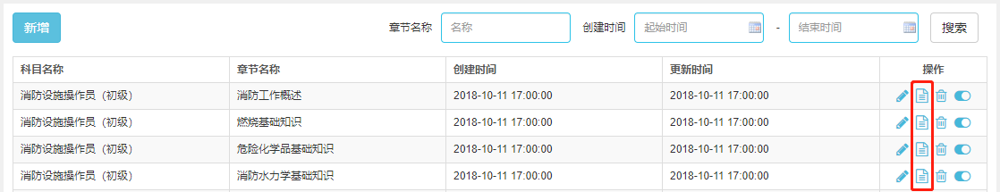 新增 章节名称 名称 创建时间 起始时间 - 结束时间 搜索
科目名称 章节名称 创建时间 更新时间 操作
消防设施操作员（初级） 消防工作概述 2018-10-11 17:00:00 2018-10-11 17:00:00
消防设施操作员（初级） 燃烧基础知识 2018-10-11 17:00:00 2018-10-11 17:00:00
消防设施操作员（初级） 危险化学品基础知识 2018-10-11 17:00:00 2018-10-11 17:00:00
消防设施操作员（初级） 消防水力学基础知识 2018-10-11 17:00:00 2018-10-11 17:00:00